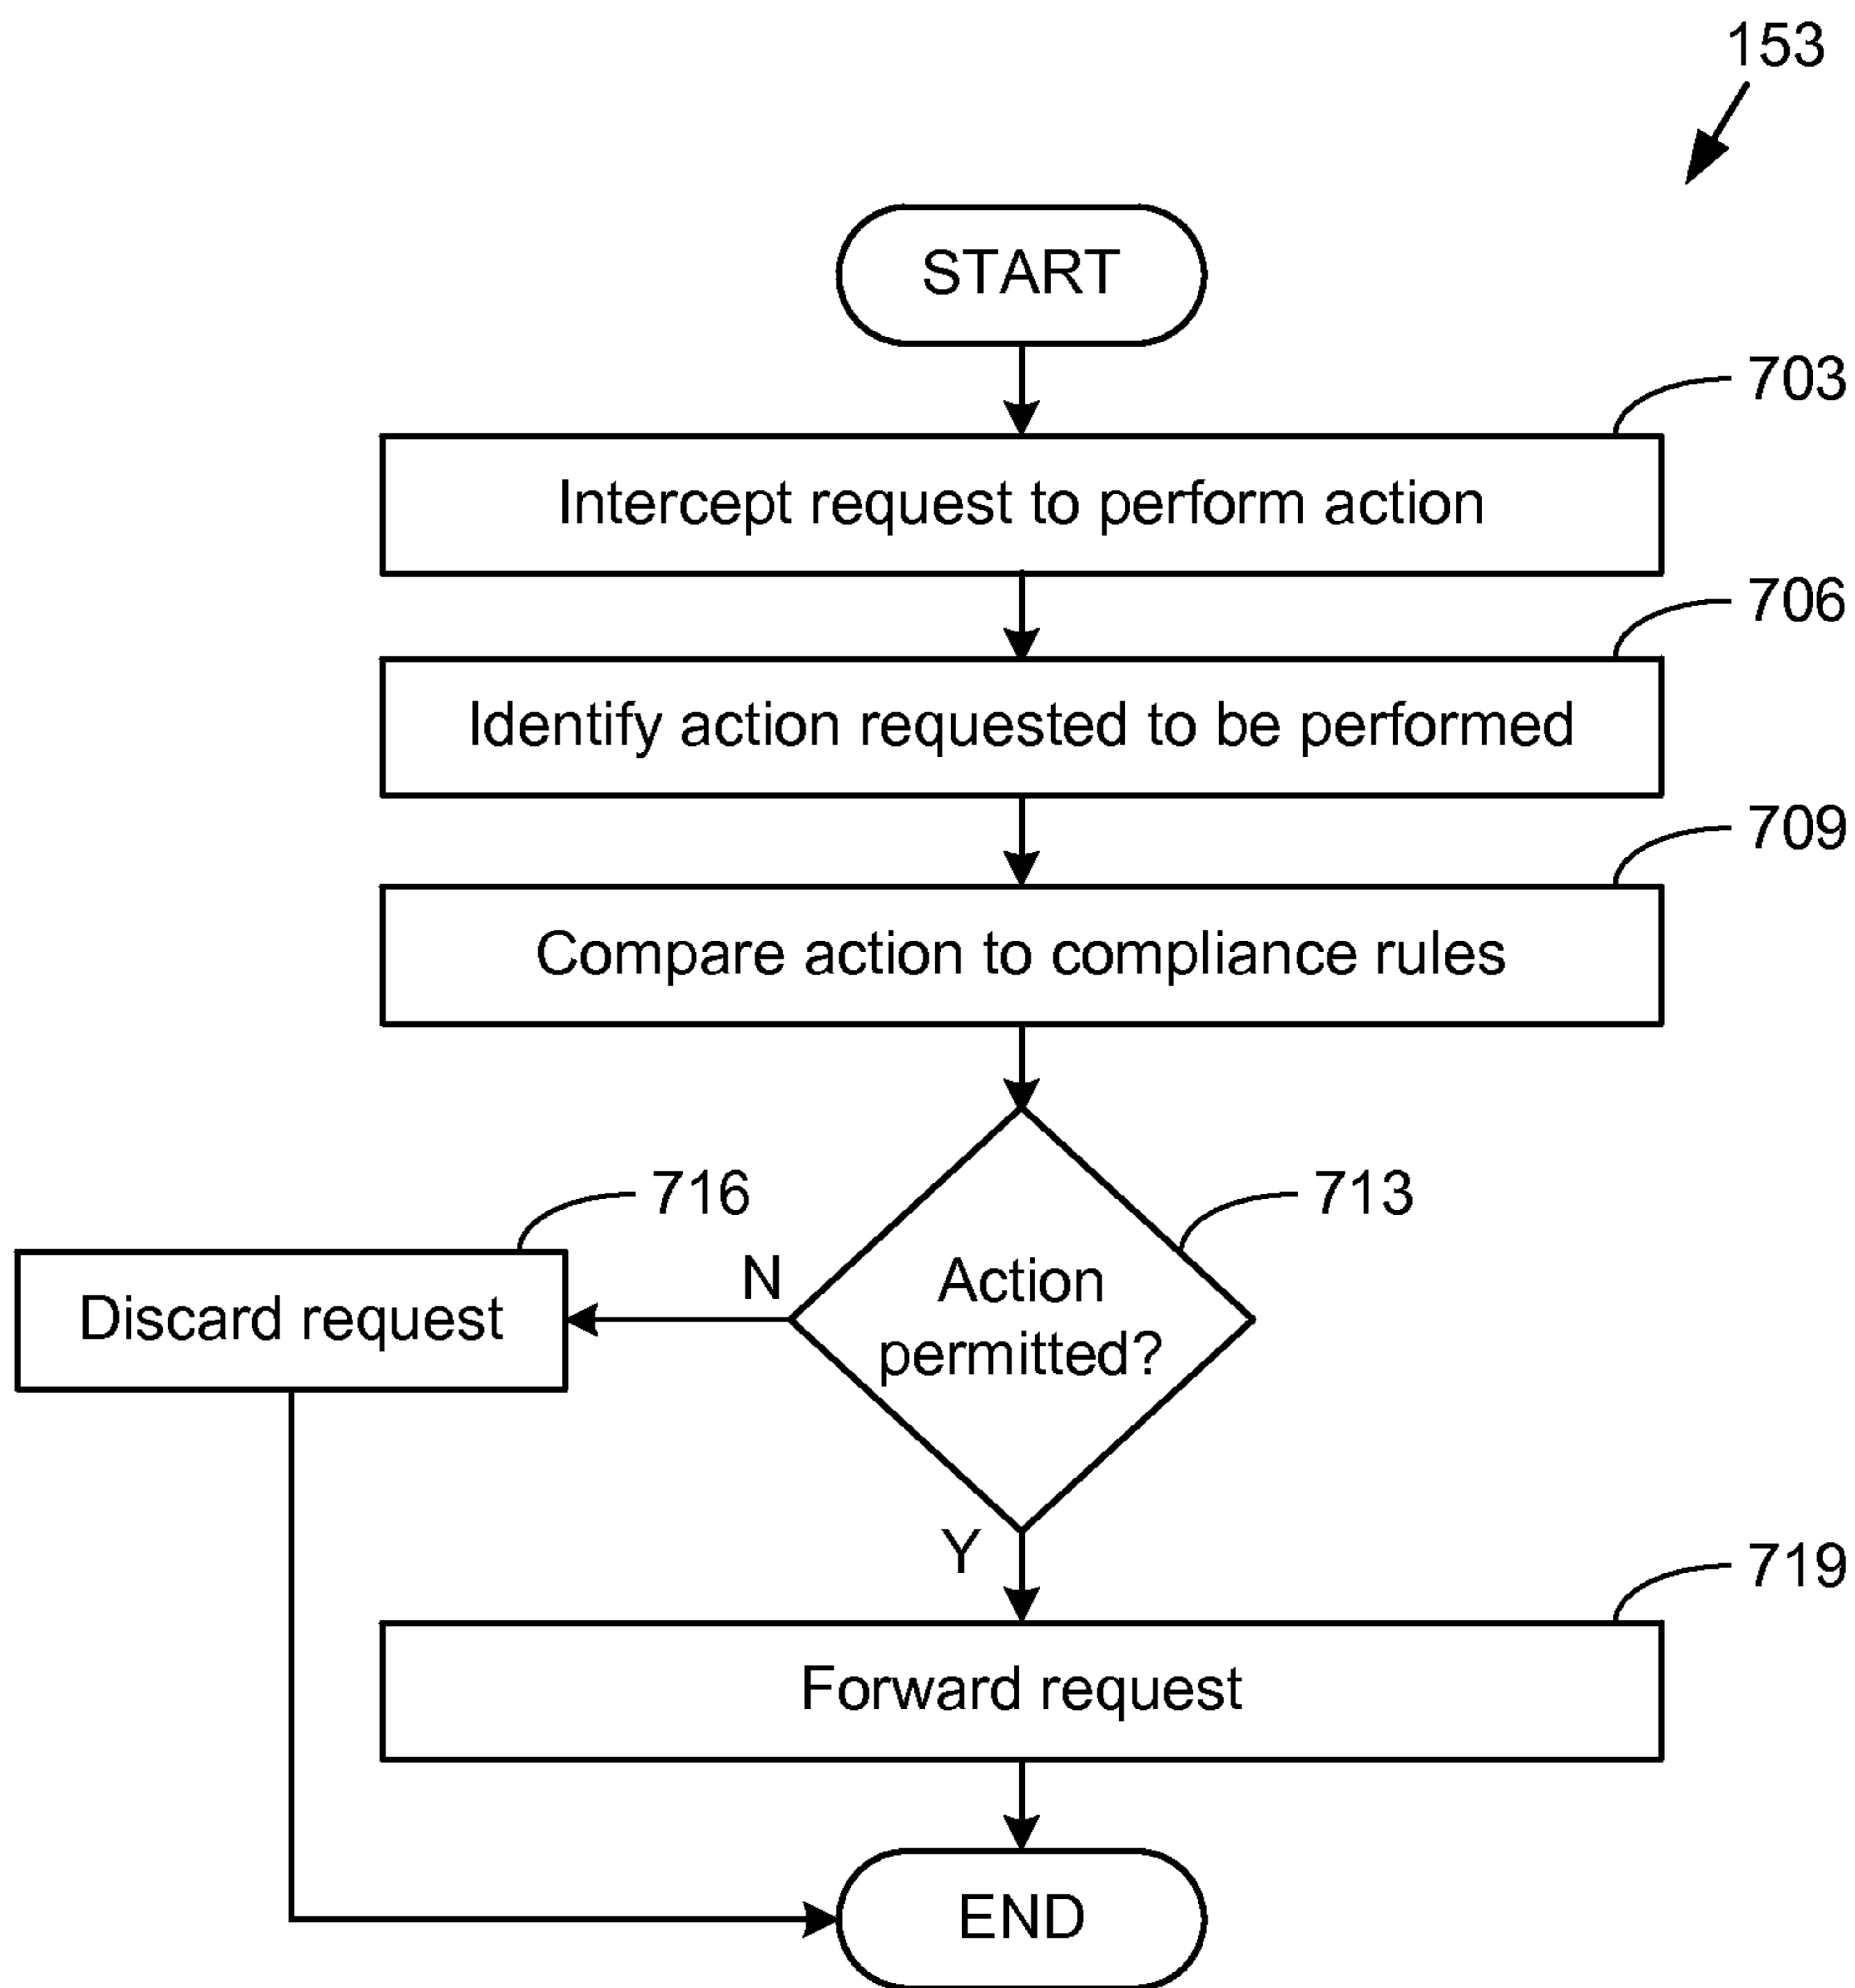 153
START
703
Intercept request to perform action
706
Identify action requested to be performed
709
Compare action to compliance rules
716
713
N
Action
permitted?
Discard request
Y
719
Forward request
END